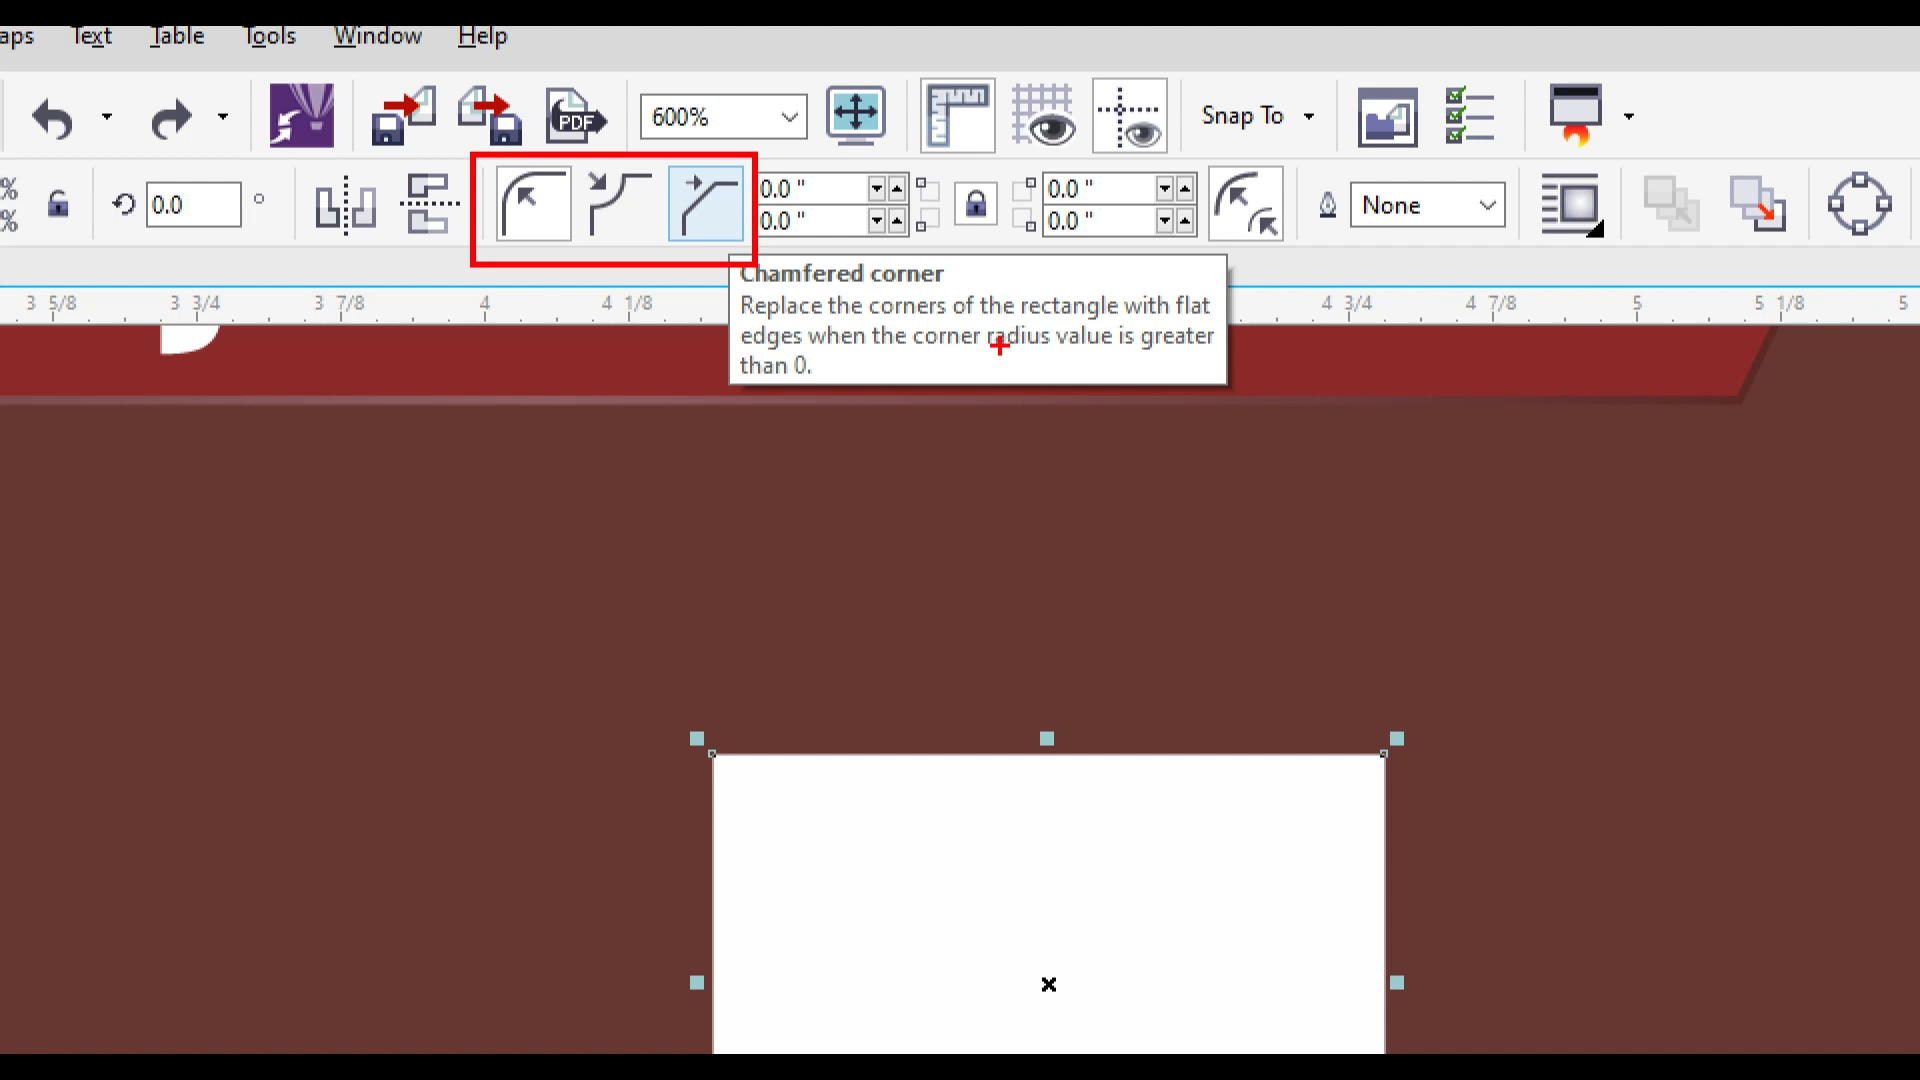 aps Text Table Tools Window Help
PDF 600% Snap To
% 0.0 ° 0.0 " 0.0 " None
% 0.0 " 0.0 "
Chamfered corner
3 5/8 3 3/4 3 7/8 4 4 1/8 4 3/4 4 7/8 5 5 1/8 5
Replace the corners of the rectangle with flat
edges when the corner radius value is greater
than 0.